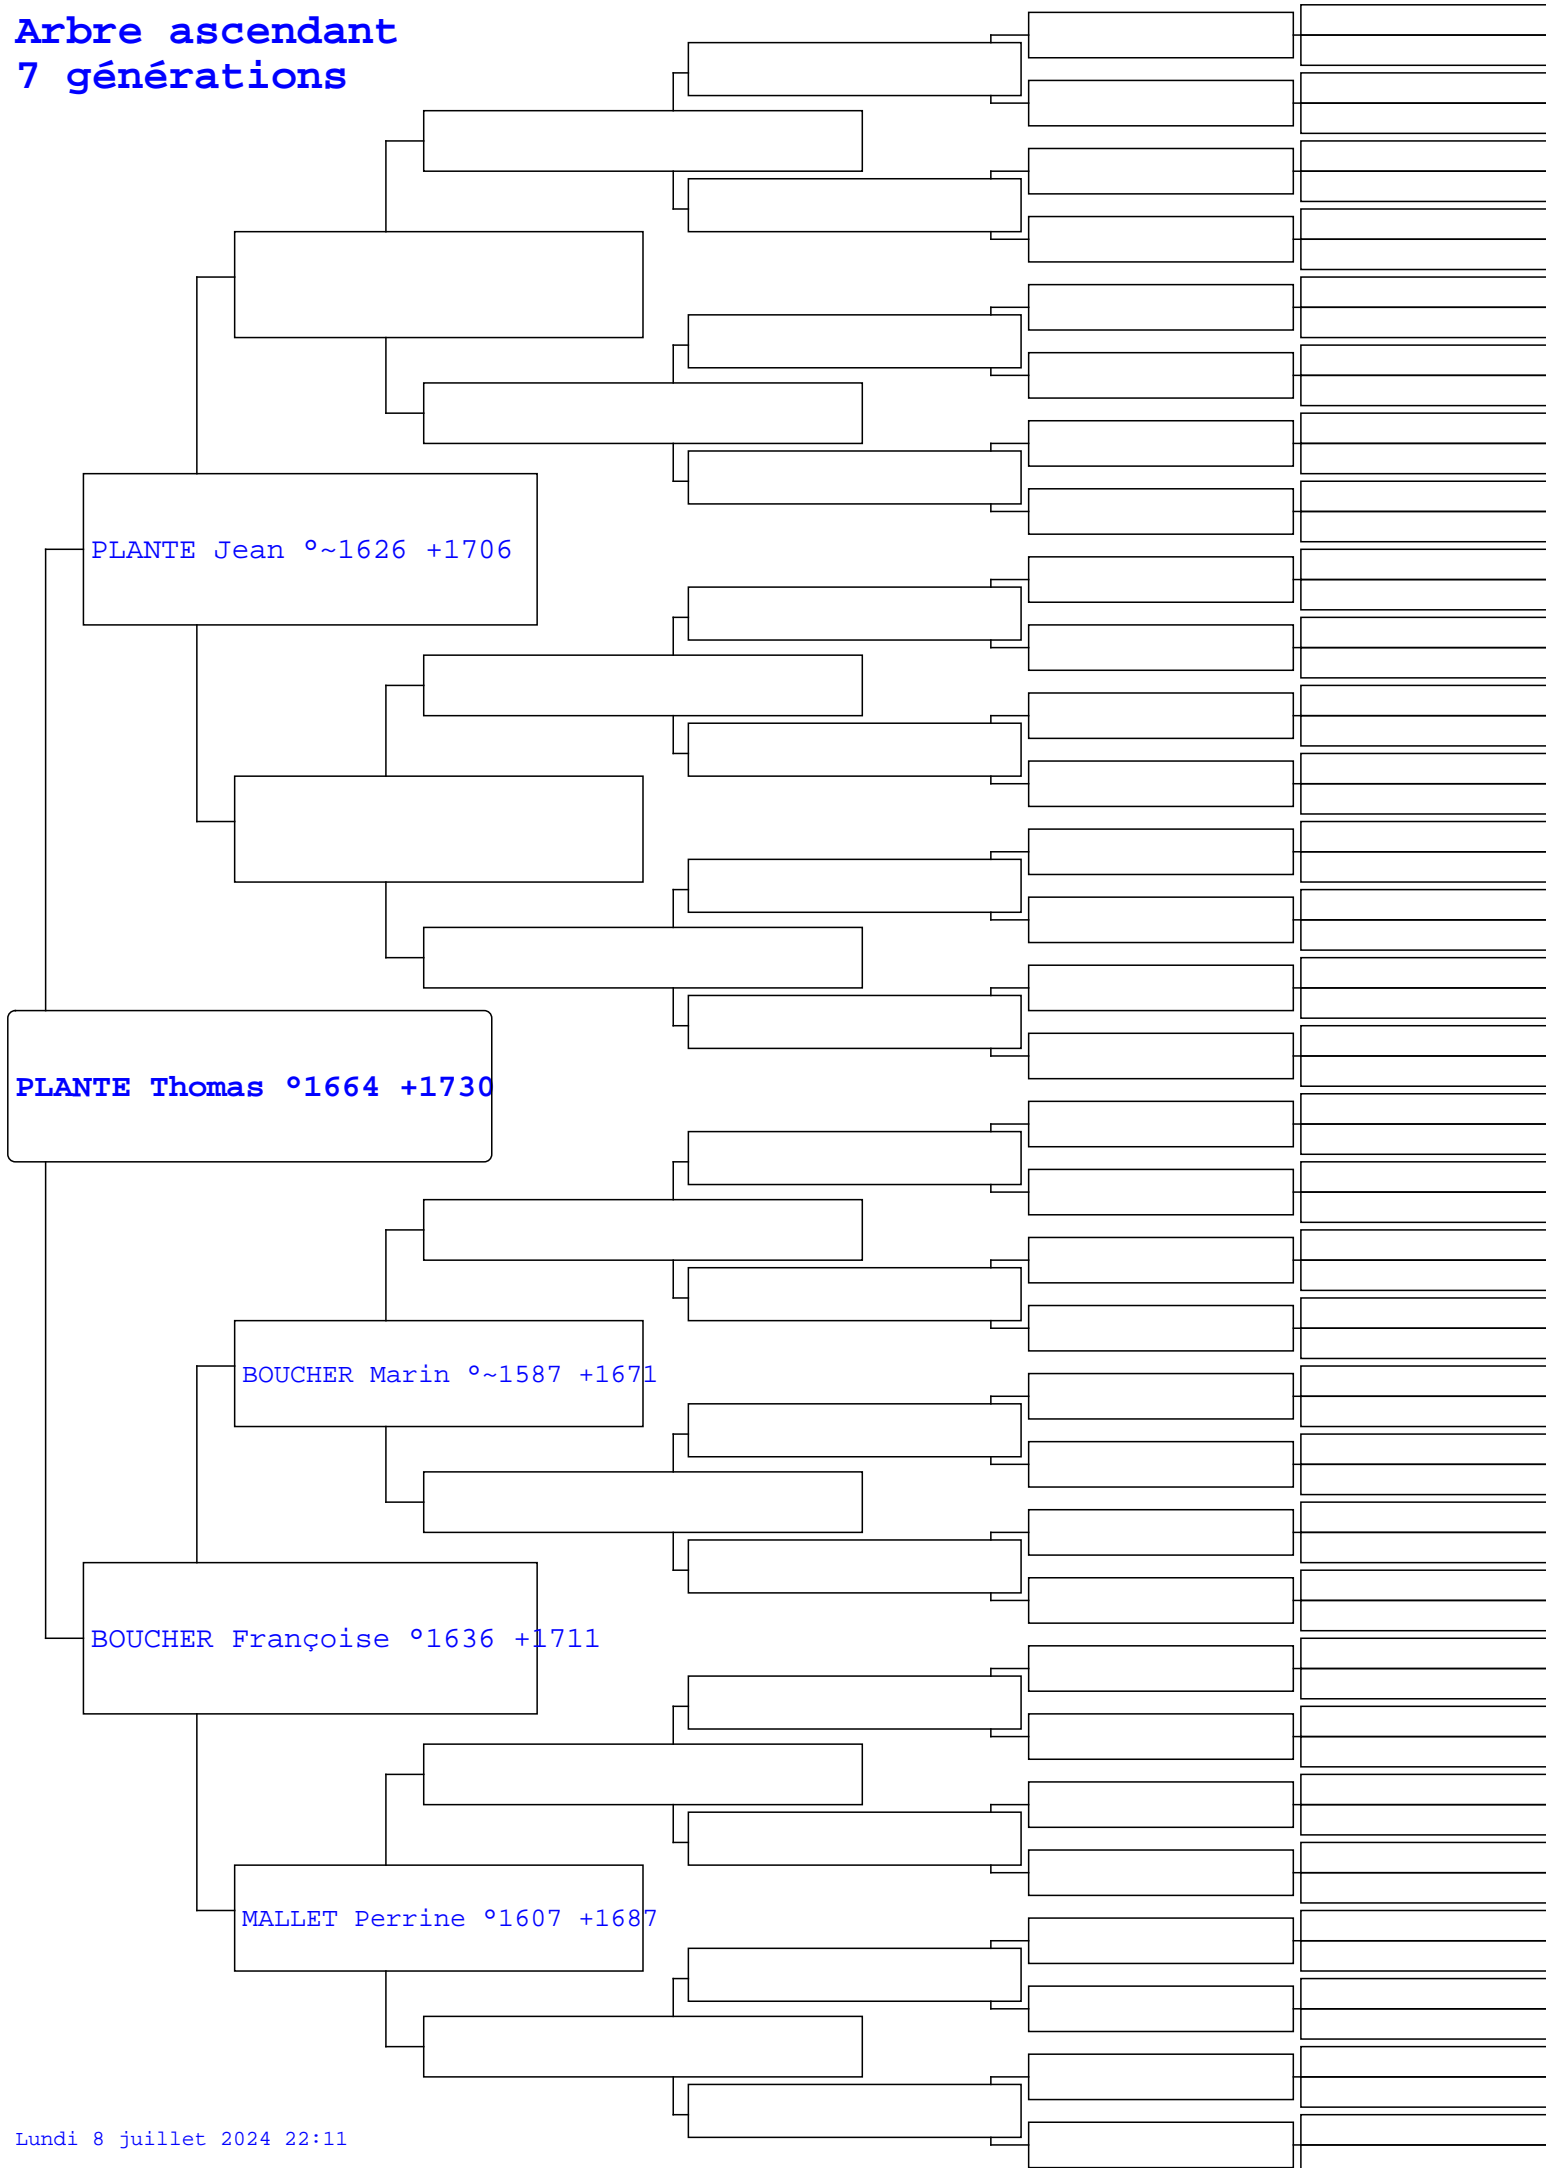 Arbre ascendant
7 générations
PLANTE Jean °~1626 +1706
PLANTE Thomas °1664 +1730
BOUCHER Marin °~1587 +1671
BOUCHER Françoise °1636 +1711
MALLET Perrine °1607 +1687
Lundi 8 juillet 2024 22:11